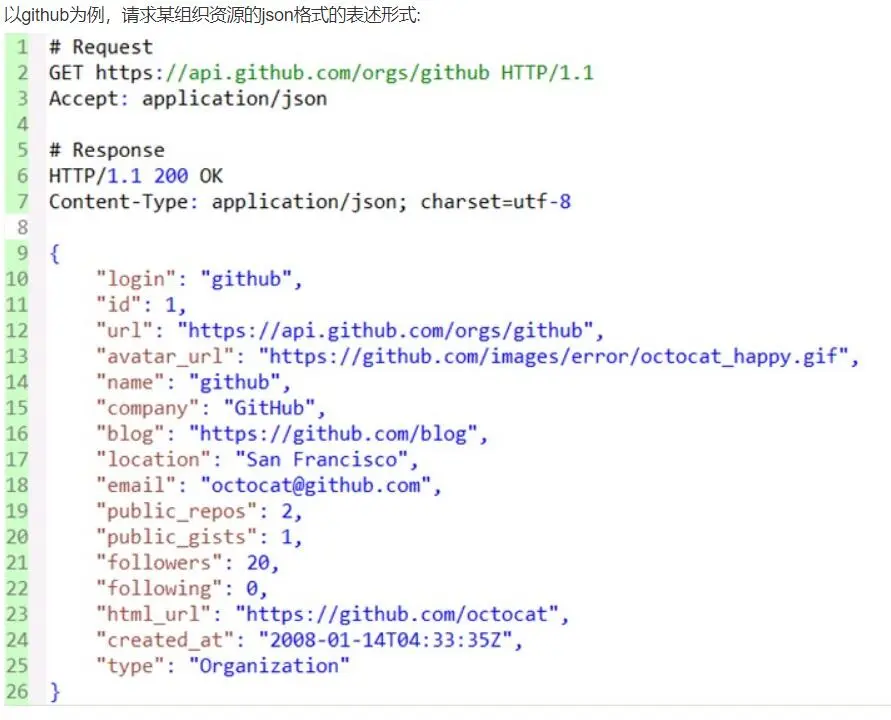 以github为例，请求某组织资源的json格式的表述形式:
1 # Request
2 GET https://api.github.com/orgs/github HTTP/1.1
3 Accept: application/json
4
5 # Response
6 HTTP/1.1 200 OK
7 Content-Type: application/json; charset=utf-8
8
9 {
10     "login": "github",
11     "id": 1,
12     "url": "https://api.github.com/orgs/github",
13     "avatar_url": "https://github.com/images/error/octocat_happy.gif",
14     "name": "github",
15     "company": "GitHub",
16     "blog": "https://github.com/blog",
17     "location": "San Francisco",
18     "email": "octocat@github.com",
19     "public_repos": 2,
20     "public_gists": 1,
21     "followers": 20,
22     "following": 0,
23     "html_url": "https://github.com/octocat",
24     "created_at": "2008-01-14T04:33:35Z",
25     "type": "Organization"
26 }